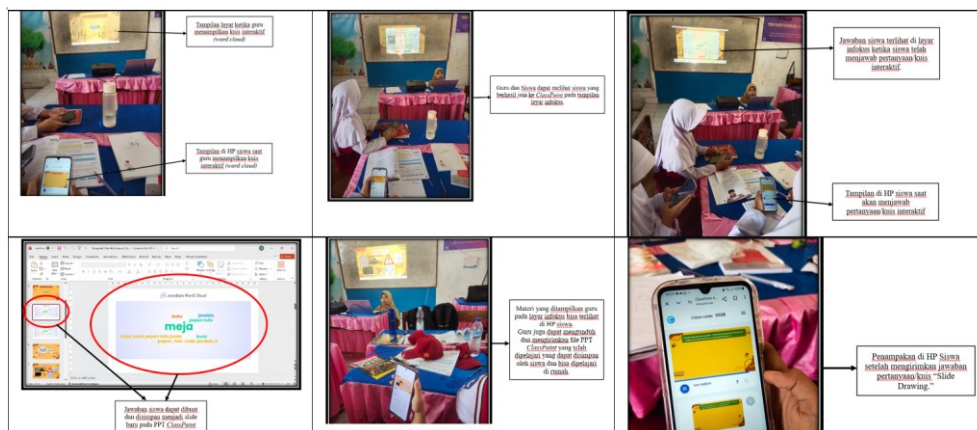 Tampilan layar ketika guru
menampilkan kuis interaktif
(word cloud)
Tampilan di HP siswa saat
guru menampilkan kuis
interaktif (word cloud)
Guru dan Siswa dapat melihat siswa yang
berhasil join ke ClassPoint pada tampilan
layar infokus.
Jawaban siswa terlihat di layar
infokus ketika siswa telah
menjawab pertanyaan/kuis
interaktif.
Tampilan di HP siswa saat
akan menjawab
pertanyaan/kuis interaktif
meja
Jawaban siswa dapat dibuat
dan disimpan menjadi slide
baru pada PPT ClassPoint
Materi yang ditampilkan guru
pada layar infokus bisa terlihat
di HP siswa.
Guru juga dapat mengunduh
dan mengirimkan file PPT
ClassPoint yang telah
dipelajari yang dapat disimpan
oleh siswa dan bisa dipelajari
di rumah.
Penampakan di HP Siswa
setelah mengirimkan jawaban
pertanyaan/kuis "Slide
Drawing."